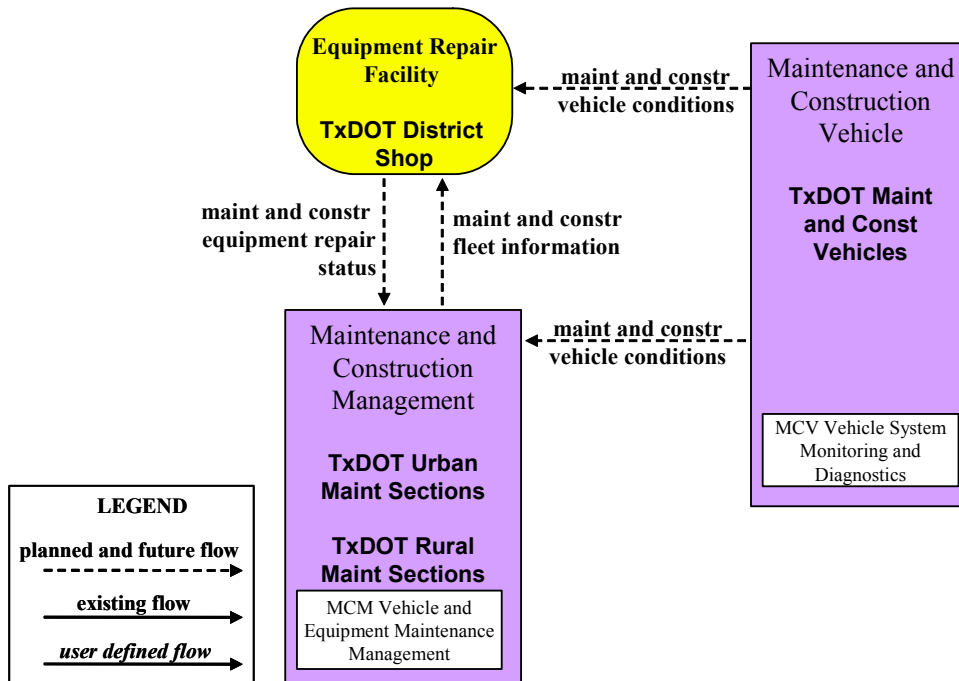 Equipment Repair
Facility
TxDOT District
Shop
maint and constr
vehicle conditions
Maintenance and
Construction
Vehicle
TxDOT Maint
and Const
Vehicles
MCV Vehicle System
Monitoring and
Diagnostics
maint and constr
equipment repair
status
maint and constr
fleet information
maint and constr
vehicle conditions
Maintenance and
Construction
Management
TxDOT Urban
Maint Sections
TxDOT Rural
Maint Sections
MCM Vehicle and
Equipment Maintenance
Management
LEGEND
planned and future flow
existing flow
user defined flow